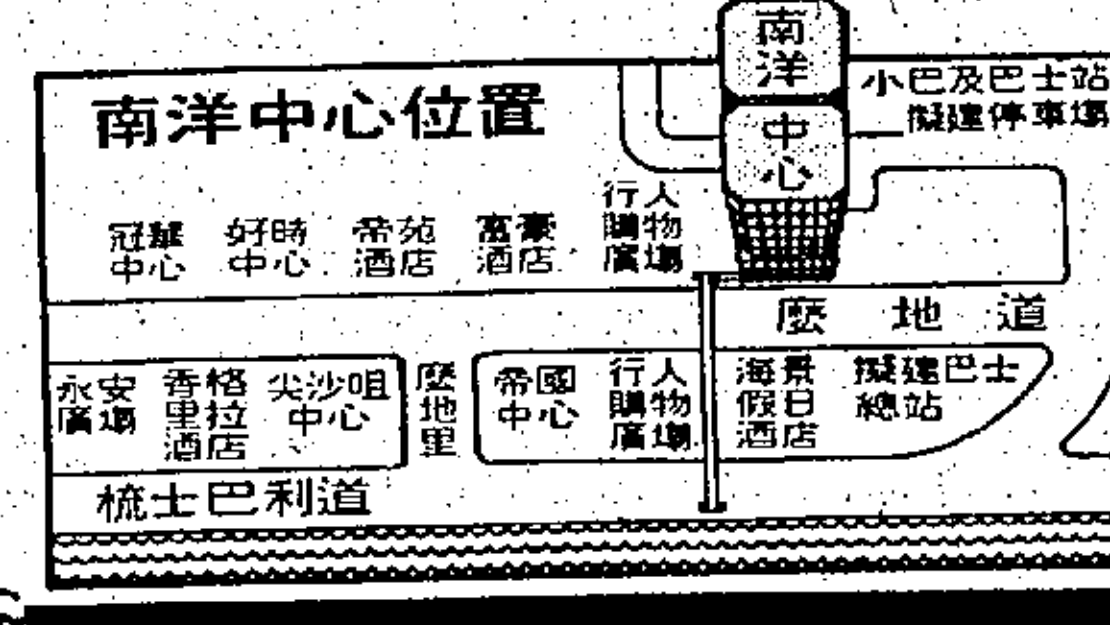 南洋中心
小巴及巴士站
擬建停車場
南洋中心位置
冠華中心
好時中心
帝苑酒店
富豪酒店
行人購物廣場
麼地道
永安廣場
香格里拉酒店
尖沙咀中心
麼地里
帝國中心
行人購物廣場
海景假日酒店
擬建巴士總站
梳士巴利道